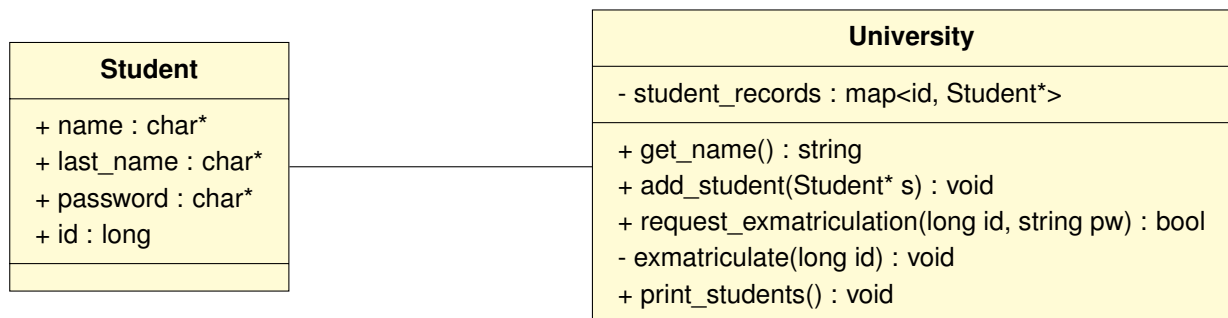 Student
+ name : char*
+ last_name : char*
+ password : char*
+ id : long
University
- student_records : map<id, Student*>
+ get_name() : string
+ add_student(Student* s) : void
+ request_exmatriculation(long id, string pw) : bool
- exmatriculate(long id) : void
+ print_students() : void